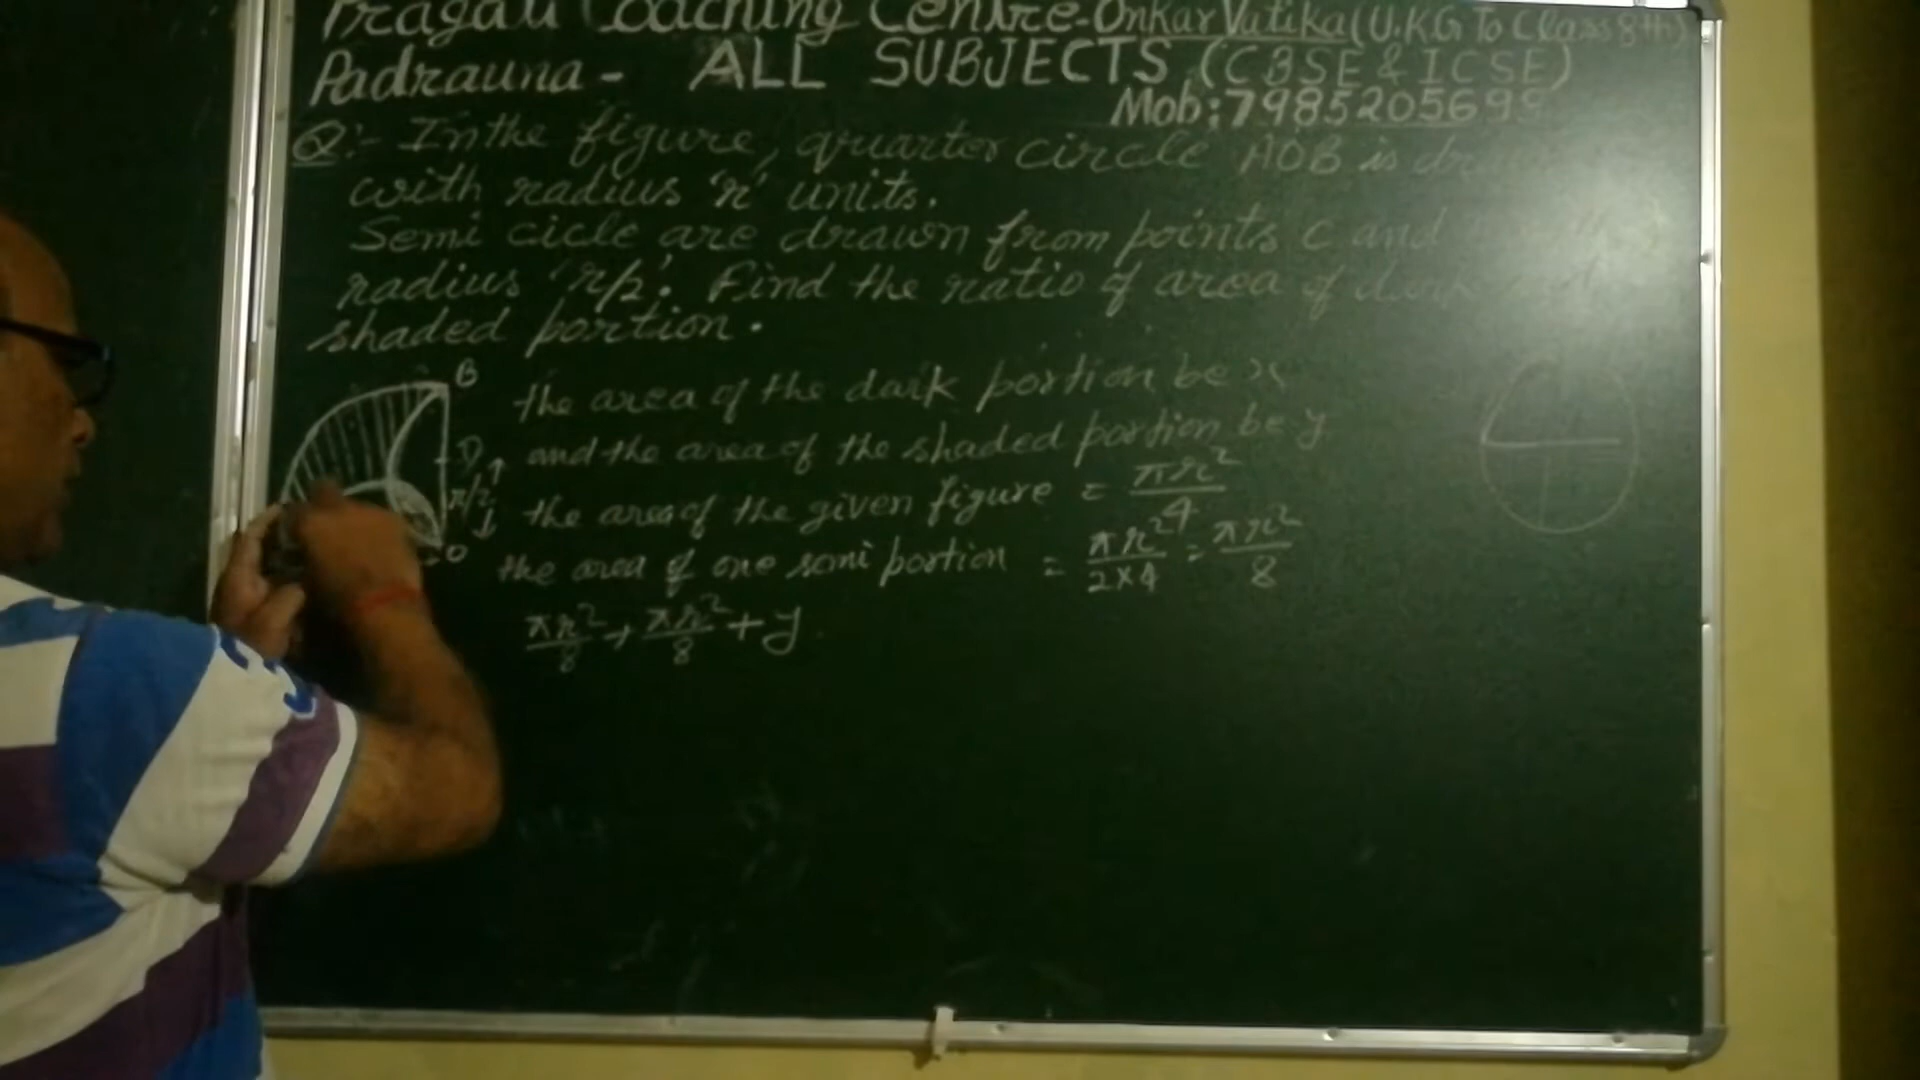 Pragati Coaching Centre-Onkar Vatika (U.K.G To Class 8th)
Padrauna - ALL SUBJECTS (CBSE & ICSE)
Mob:7985205695
Q:- In the figure, quarter circle AOB is
with radius 'r' units.
Semi cicle are drawn from points C and
radius 'r/2'. Find the ratio of area of dark
shaded portion.
B
the area of the dark portion be x
D
and the area of the shaded portion be y
r/2
the area of the given figure = πr²/4
O
the area of one semi portion = πr²/2×4 = πr²/8
πr²/8 + πr²/8 + y